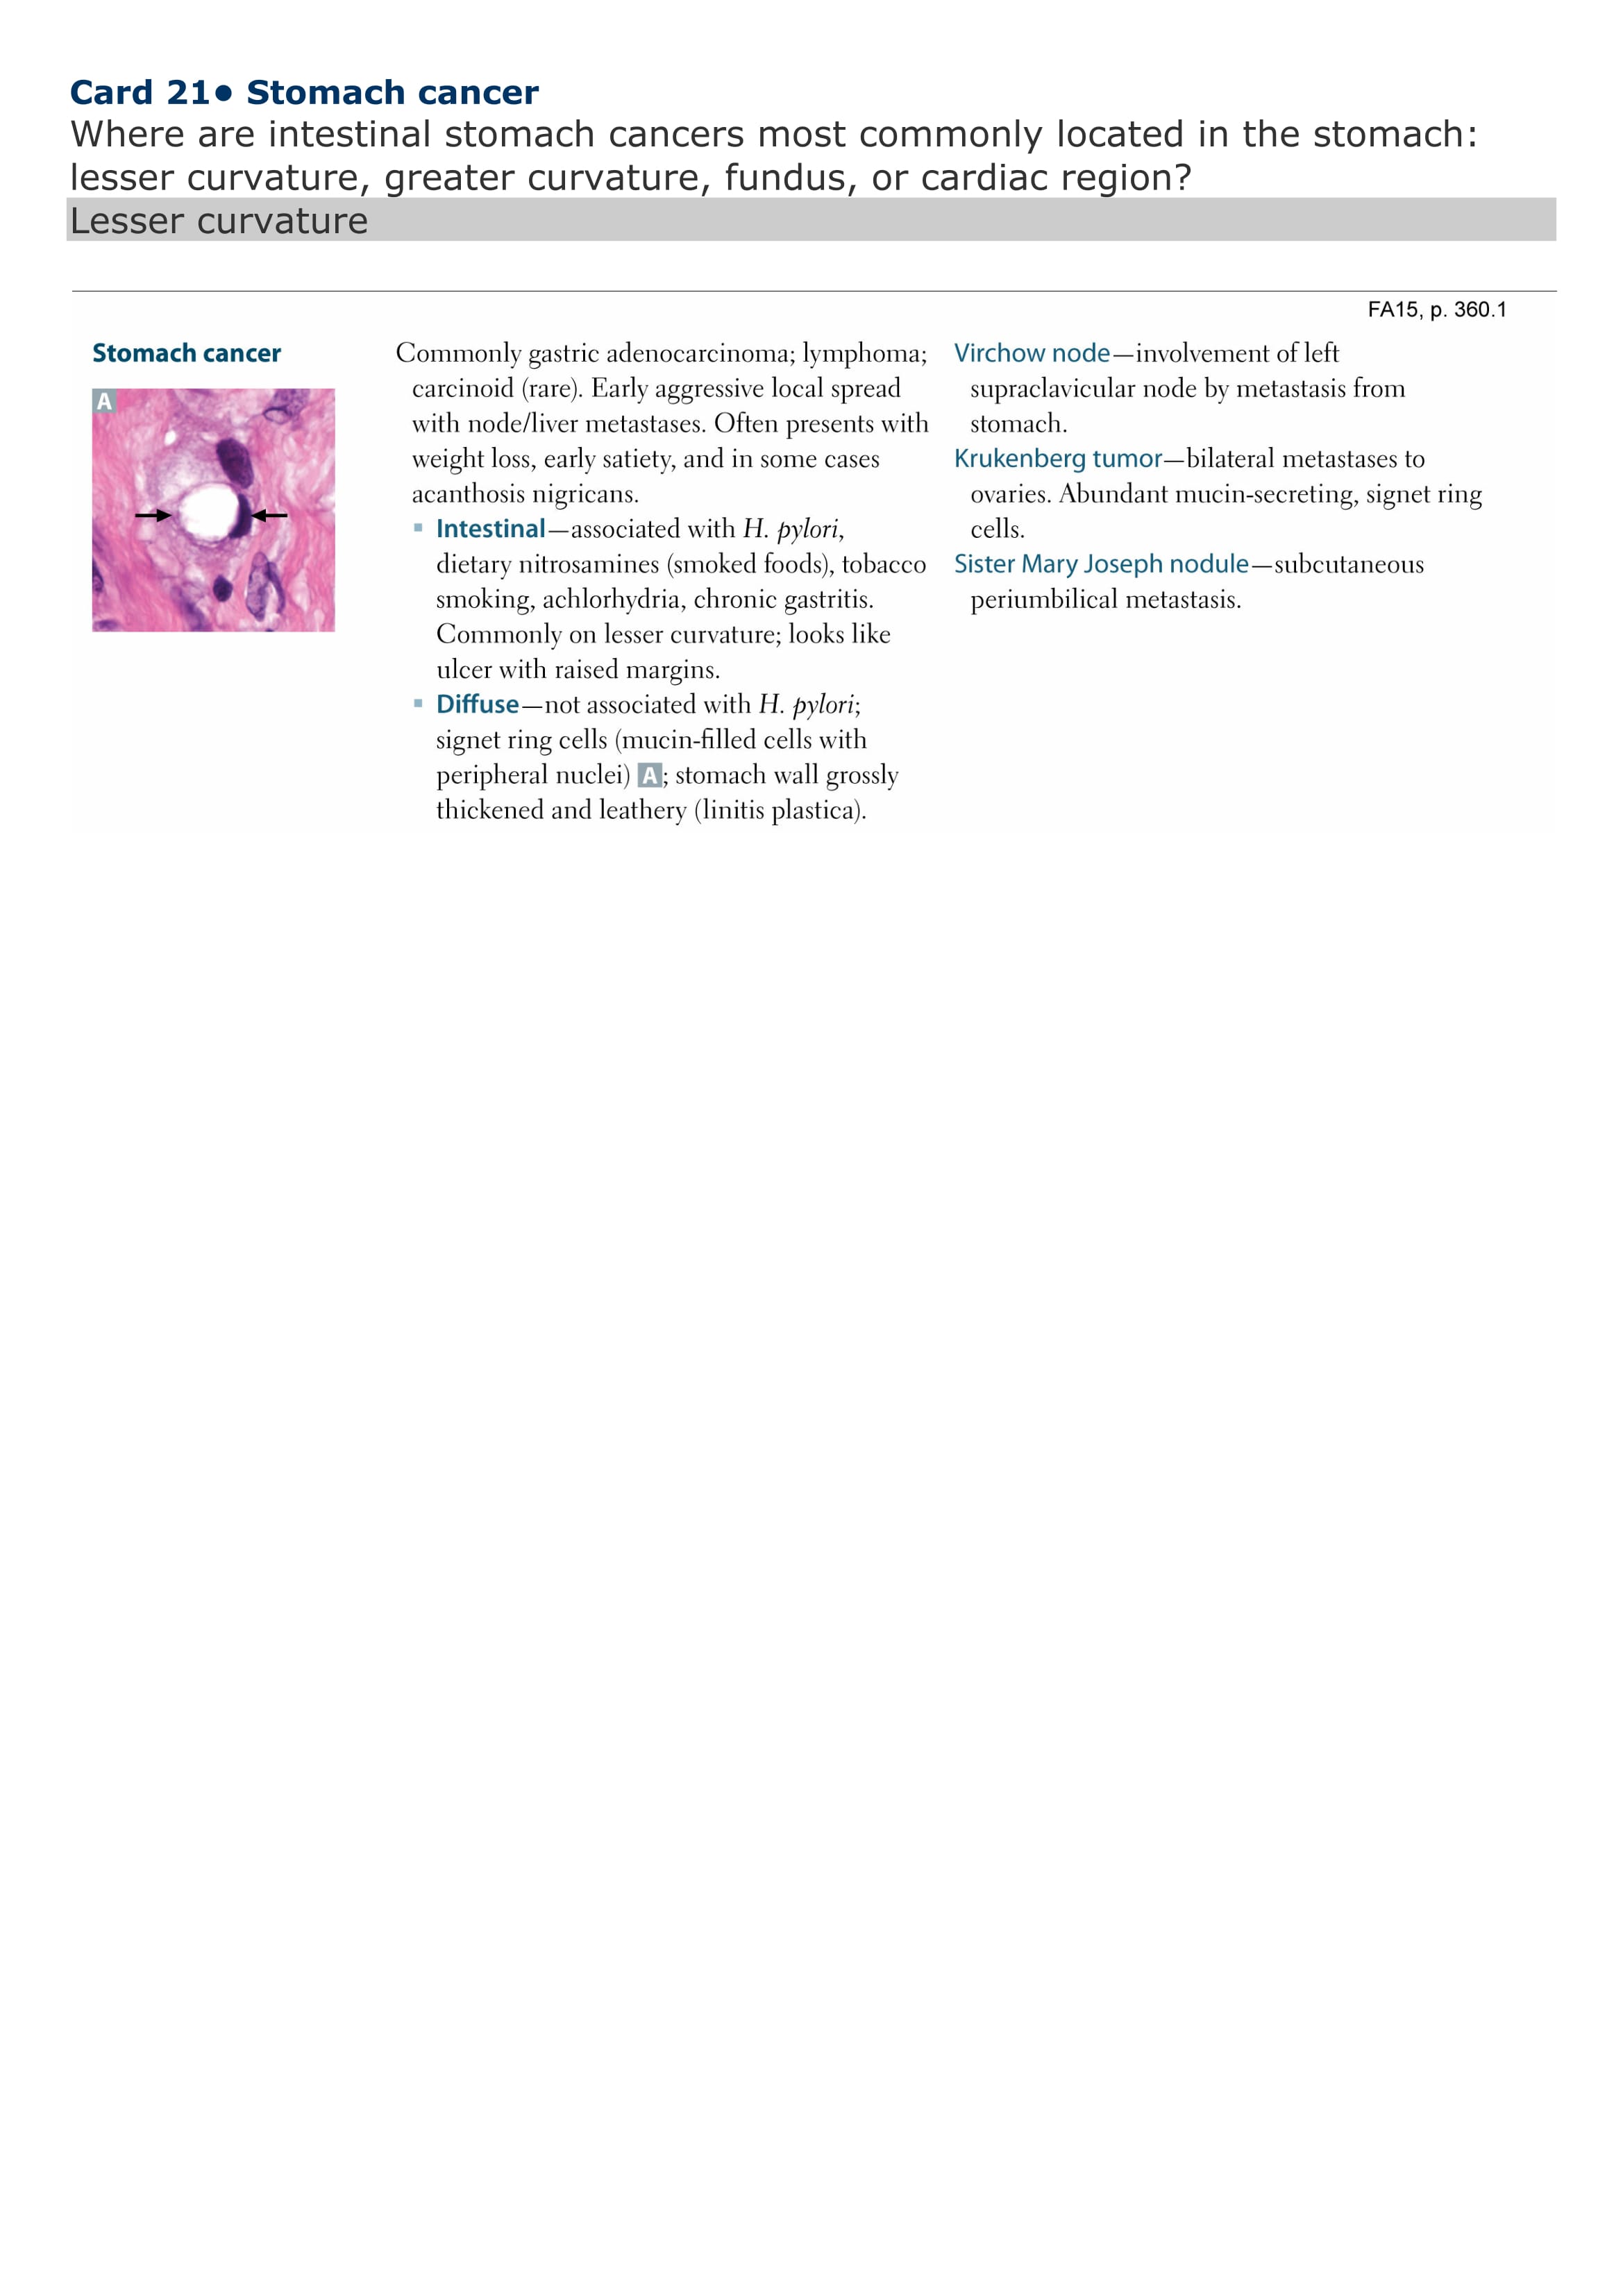 Card 21• Stomach cancer
Where are intestinal stomach cancers most commonly located in the stomach:
lesser curvature, greater curvature, fundus, or cardiac region?
Lesser curvature
FA15, p. 360.1
Stomach cancer
A
Commonly gastric adenocarcinoma; lymphoma;
carcinoid (rare). Early aggressive local spread
with node/liver metastases. Often presents with
weight loss, early satiety, and in some cases
acanthosis nigricans.
▪ Intestinal—associated with H. pylori,
dietary nitrosamines (smoked foods), tobacco
smoking, achlorhydria, chronic gastritis.
Commonly on lesser curvature; looks like
ulcer with raised margins.
▪ Diffuse—not associated with H. pylori;
signet ring cells (mucin-filled cells with
peripheral nuclei) A; stomach wall grossly
thickened and leathery (linitis plastica).
Virchow node—involvement of left
supraclavicular node by metastasis from
stomach.
Krukenberg tumor—bilateral metastases to
ovaries. Abundant mucin-secreting, signet ring
cells.
Sister Mary Joseph nodule—subcutaneous
periumbilical metastasis.